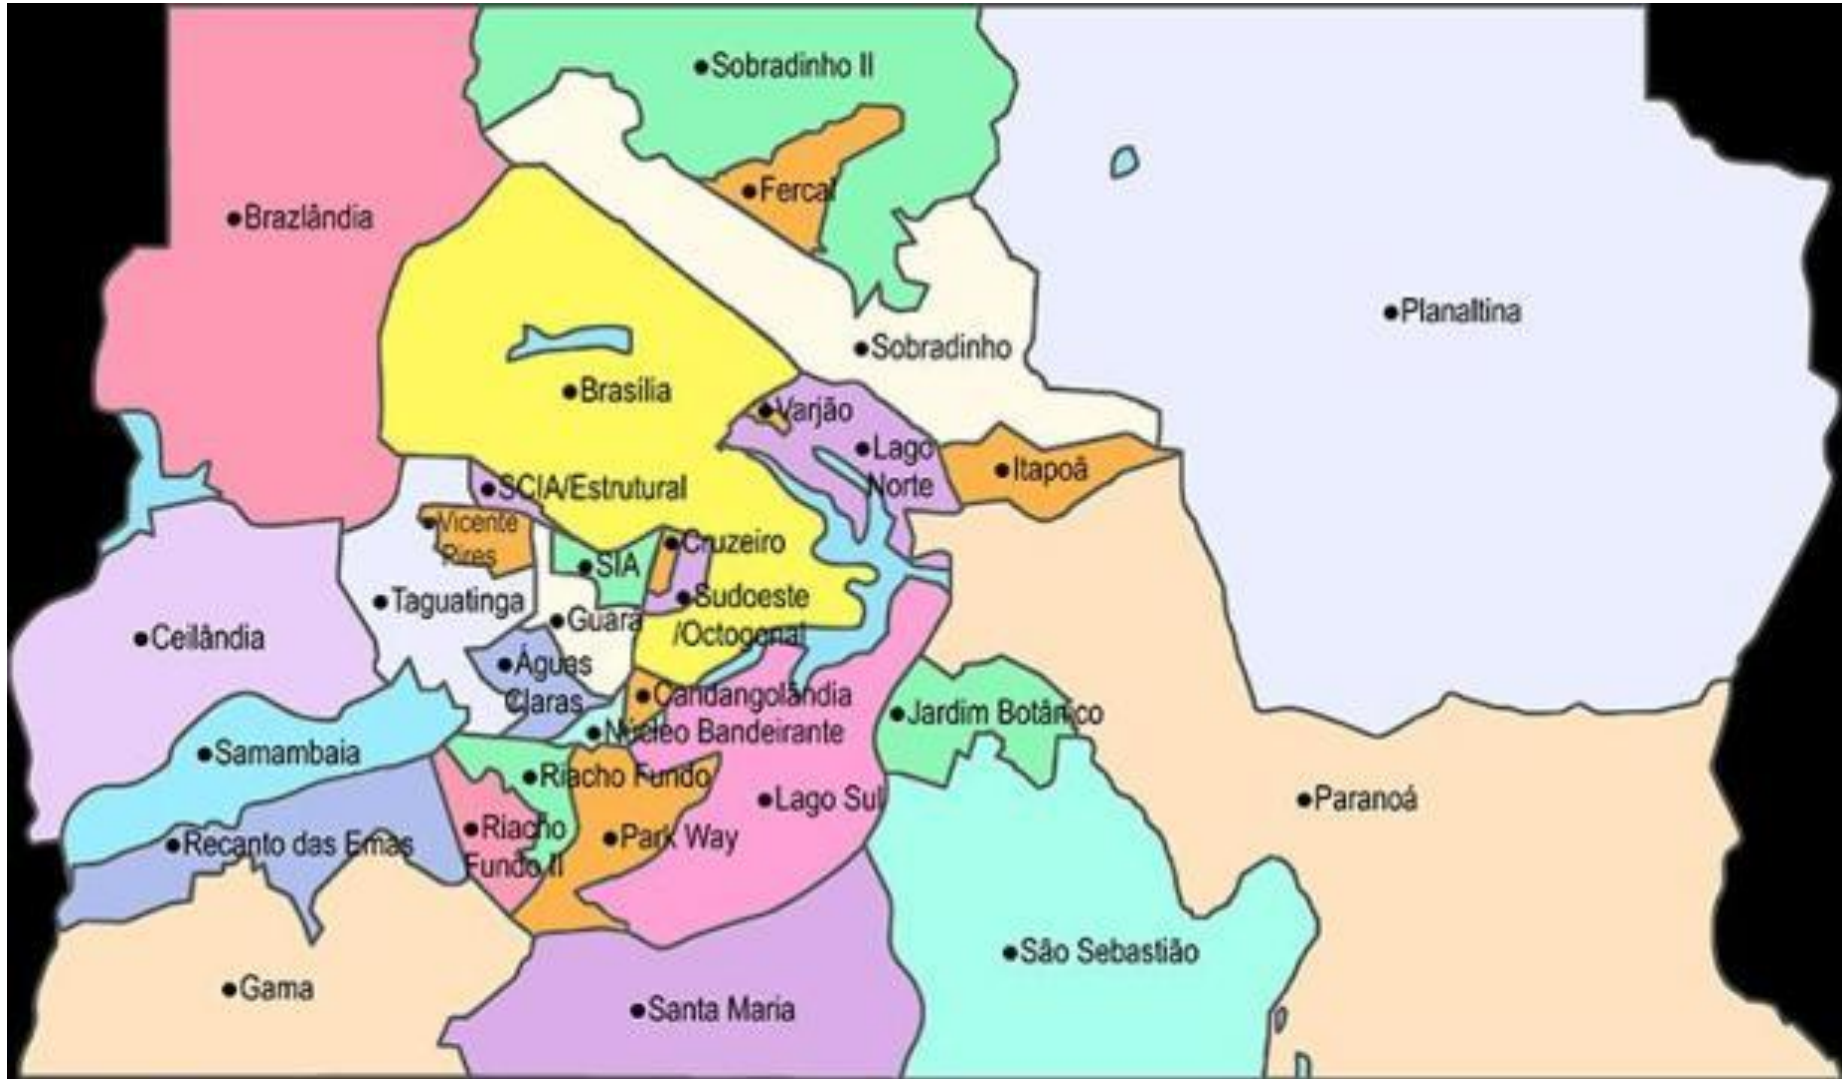 Sobradinho II
Fercal
Brazlândia
Planaltina
Sobradinho
Brasília
Varjão
Lago
Norte
Itapoã
SCIA/Estrutural
Vicente
Pires
Cruzeiro
SIA
Taguatinga
Sudoeste
/Octogonal
Guará
Ceilândia
Águas
Claras
Candangolândia
Jardim Botânico
Núcleo Bandeirante
Samambaia
Riacho Fundo
Lago Sul
Paranoá
Riacho
Fundo II
Park Way
Recanto das Emas
São Sebastião
Gama
Santa Maria